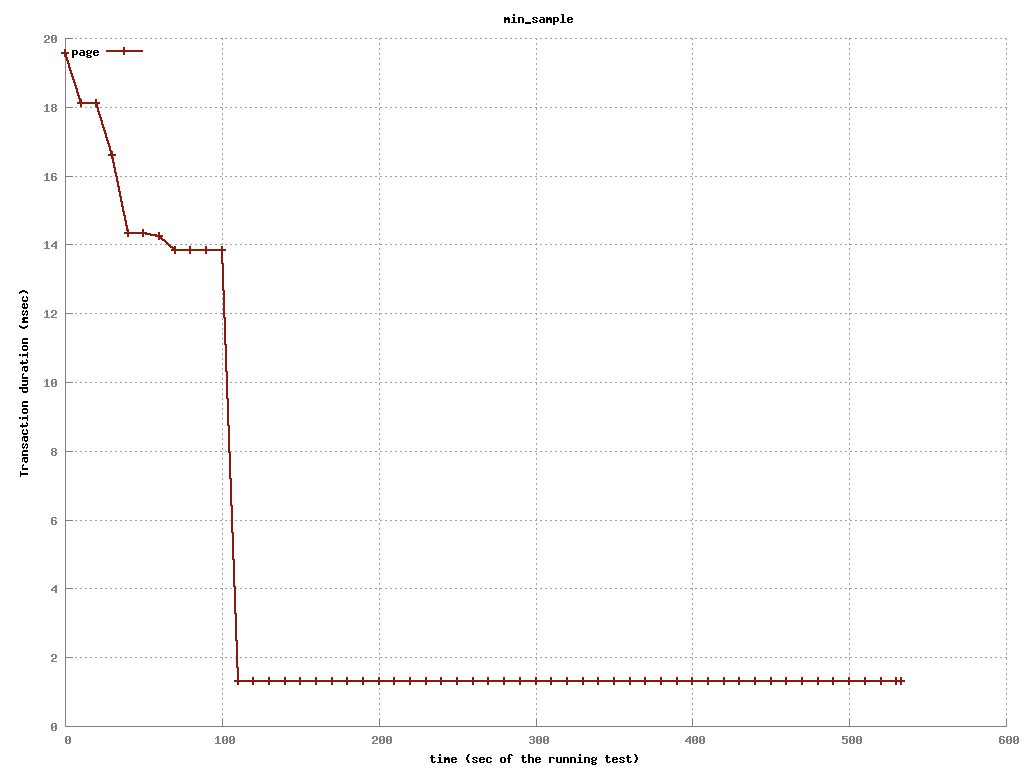 min_sample
page
20
18
16
14
12
10
8
6
4
2
0
Transaction duration (msec)
0 100 200 300 400 500 600
time (sec of the running test)